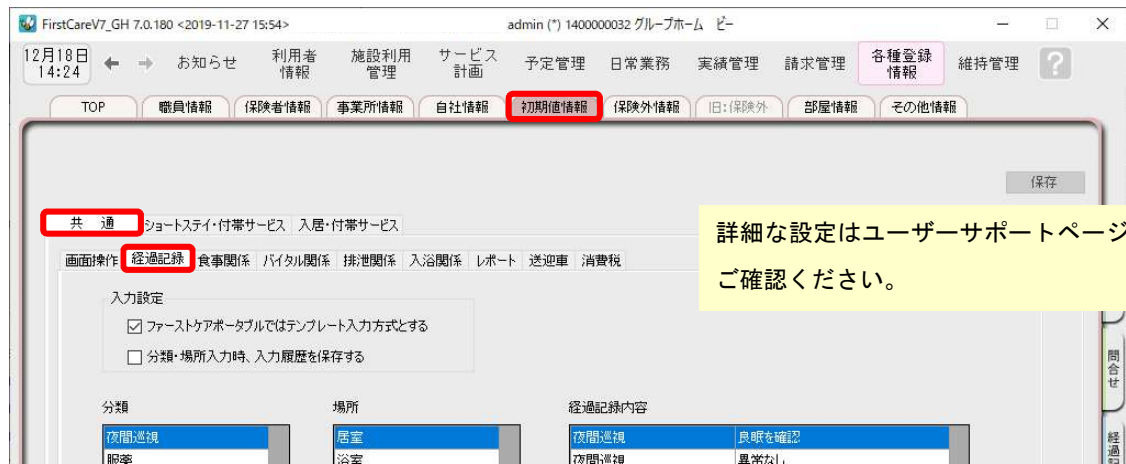 FirstCareV7_GH 7.0.180 <2019-11-27 15:54> admin (*) 1400000032 グループホーム ビー
12月18日
14:24
お知らせ
利用者
情報
施設利用
管理
サービス
計画
予定管理
日常業務
実績管理
請求管理
各種登録
情報
維持管理
TOP 職員情報 保険者情報 事業所情報 自社情報 初期値情報 保険外情報 旧:保険外 部屋情報 その他情報
保存
共 通 ショートステイ・付帯サービス 入居・付帯サービス
詳細な設定はユーザーサポートページ
ご確認ください。
画面操作 経過記録 食事関係 バイタル関係 排泄関係 入浴関係 レポート 送迎車 消費税
入力設定
ファーストケアポータブルではテンプレート入力方式とする
分類・場所入力時、入力履歴を保存する
問合せ
分類 場所 経過記録内容
夜間巡視 居室 夜間巡視 良眠を確認
服薬 浴室 夜間巡視 異常なし
経過記